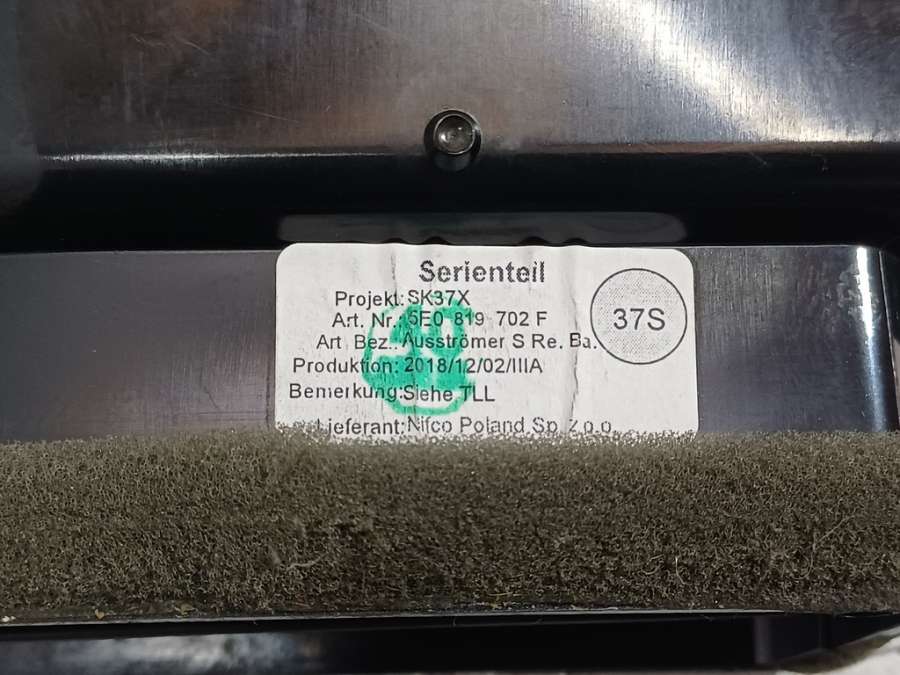 Serienteil
Projekt: SK37X
Art. Nr.: 5E0 819 702 F
37S
Art. Bez.: Ausströmer S Re. Ba.
Produktion: 2018/12/02/IIIA
Bemerkung: Siehe TLL
Lieferant: Nifco Poland Sp. z o.o.